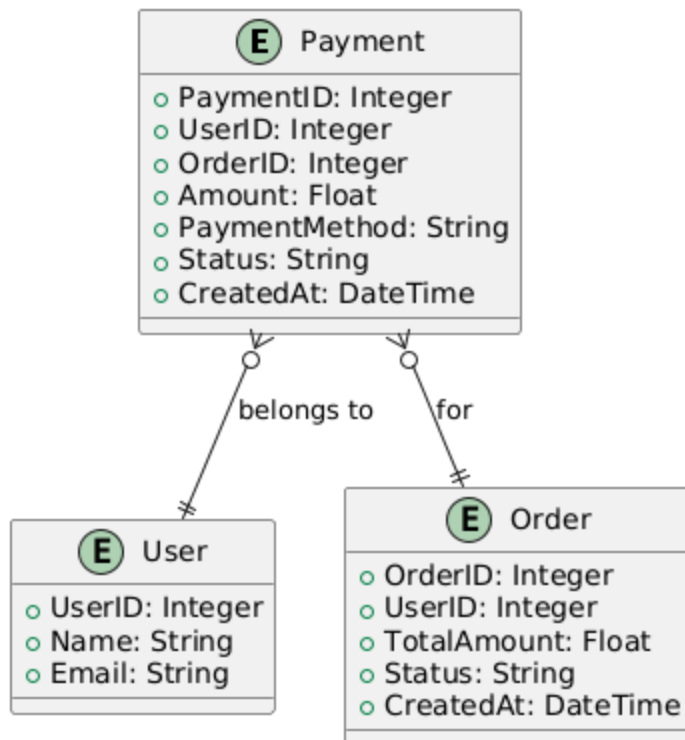 E Payment
PaymentID: Integer
UserID: Integer
OrderID: Integer
Amount: Float
PaymentMethod: String
Status: String
CreatedAt: DateTime
belongs to
for
E User
UserID: Integer
Name: String
Email: String
E Order
OrderID: Integer
UserID: Integer
TotalAmount: Float
Status: String
CreatedAt: DateTime